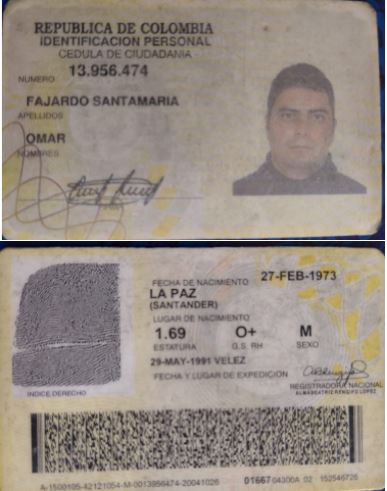 REPUBLICA DE COLOMBIA
IDENTIFICACION PERSONAL
CEDULA DE CIUDADANIA
NUMERO 13.956.474
FAJARDO SANTAMARIA
APELLIDOS
OMAR
NOMBRES
INDICE DERECHO
FECHA DE NACIMIENTO 27-FEB-1973
LA PAZ
(SANTANDER)
LUGAR DE NACIMIENTO
1.69 O+ M
ESTATURA G.S. RH SEXO
29-MAY-1991 VELEZ
FECHA Y LUGAR DE EXPEDICION
REGISTRADORA NACIONAL
ALMABEATRIZ RENGIFO LOPEZ
A-1500105-42121054-M-0013956474-20041026 01667 04300A 02 152546726